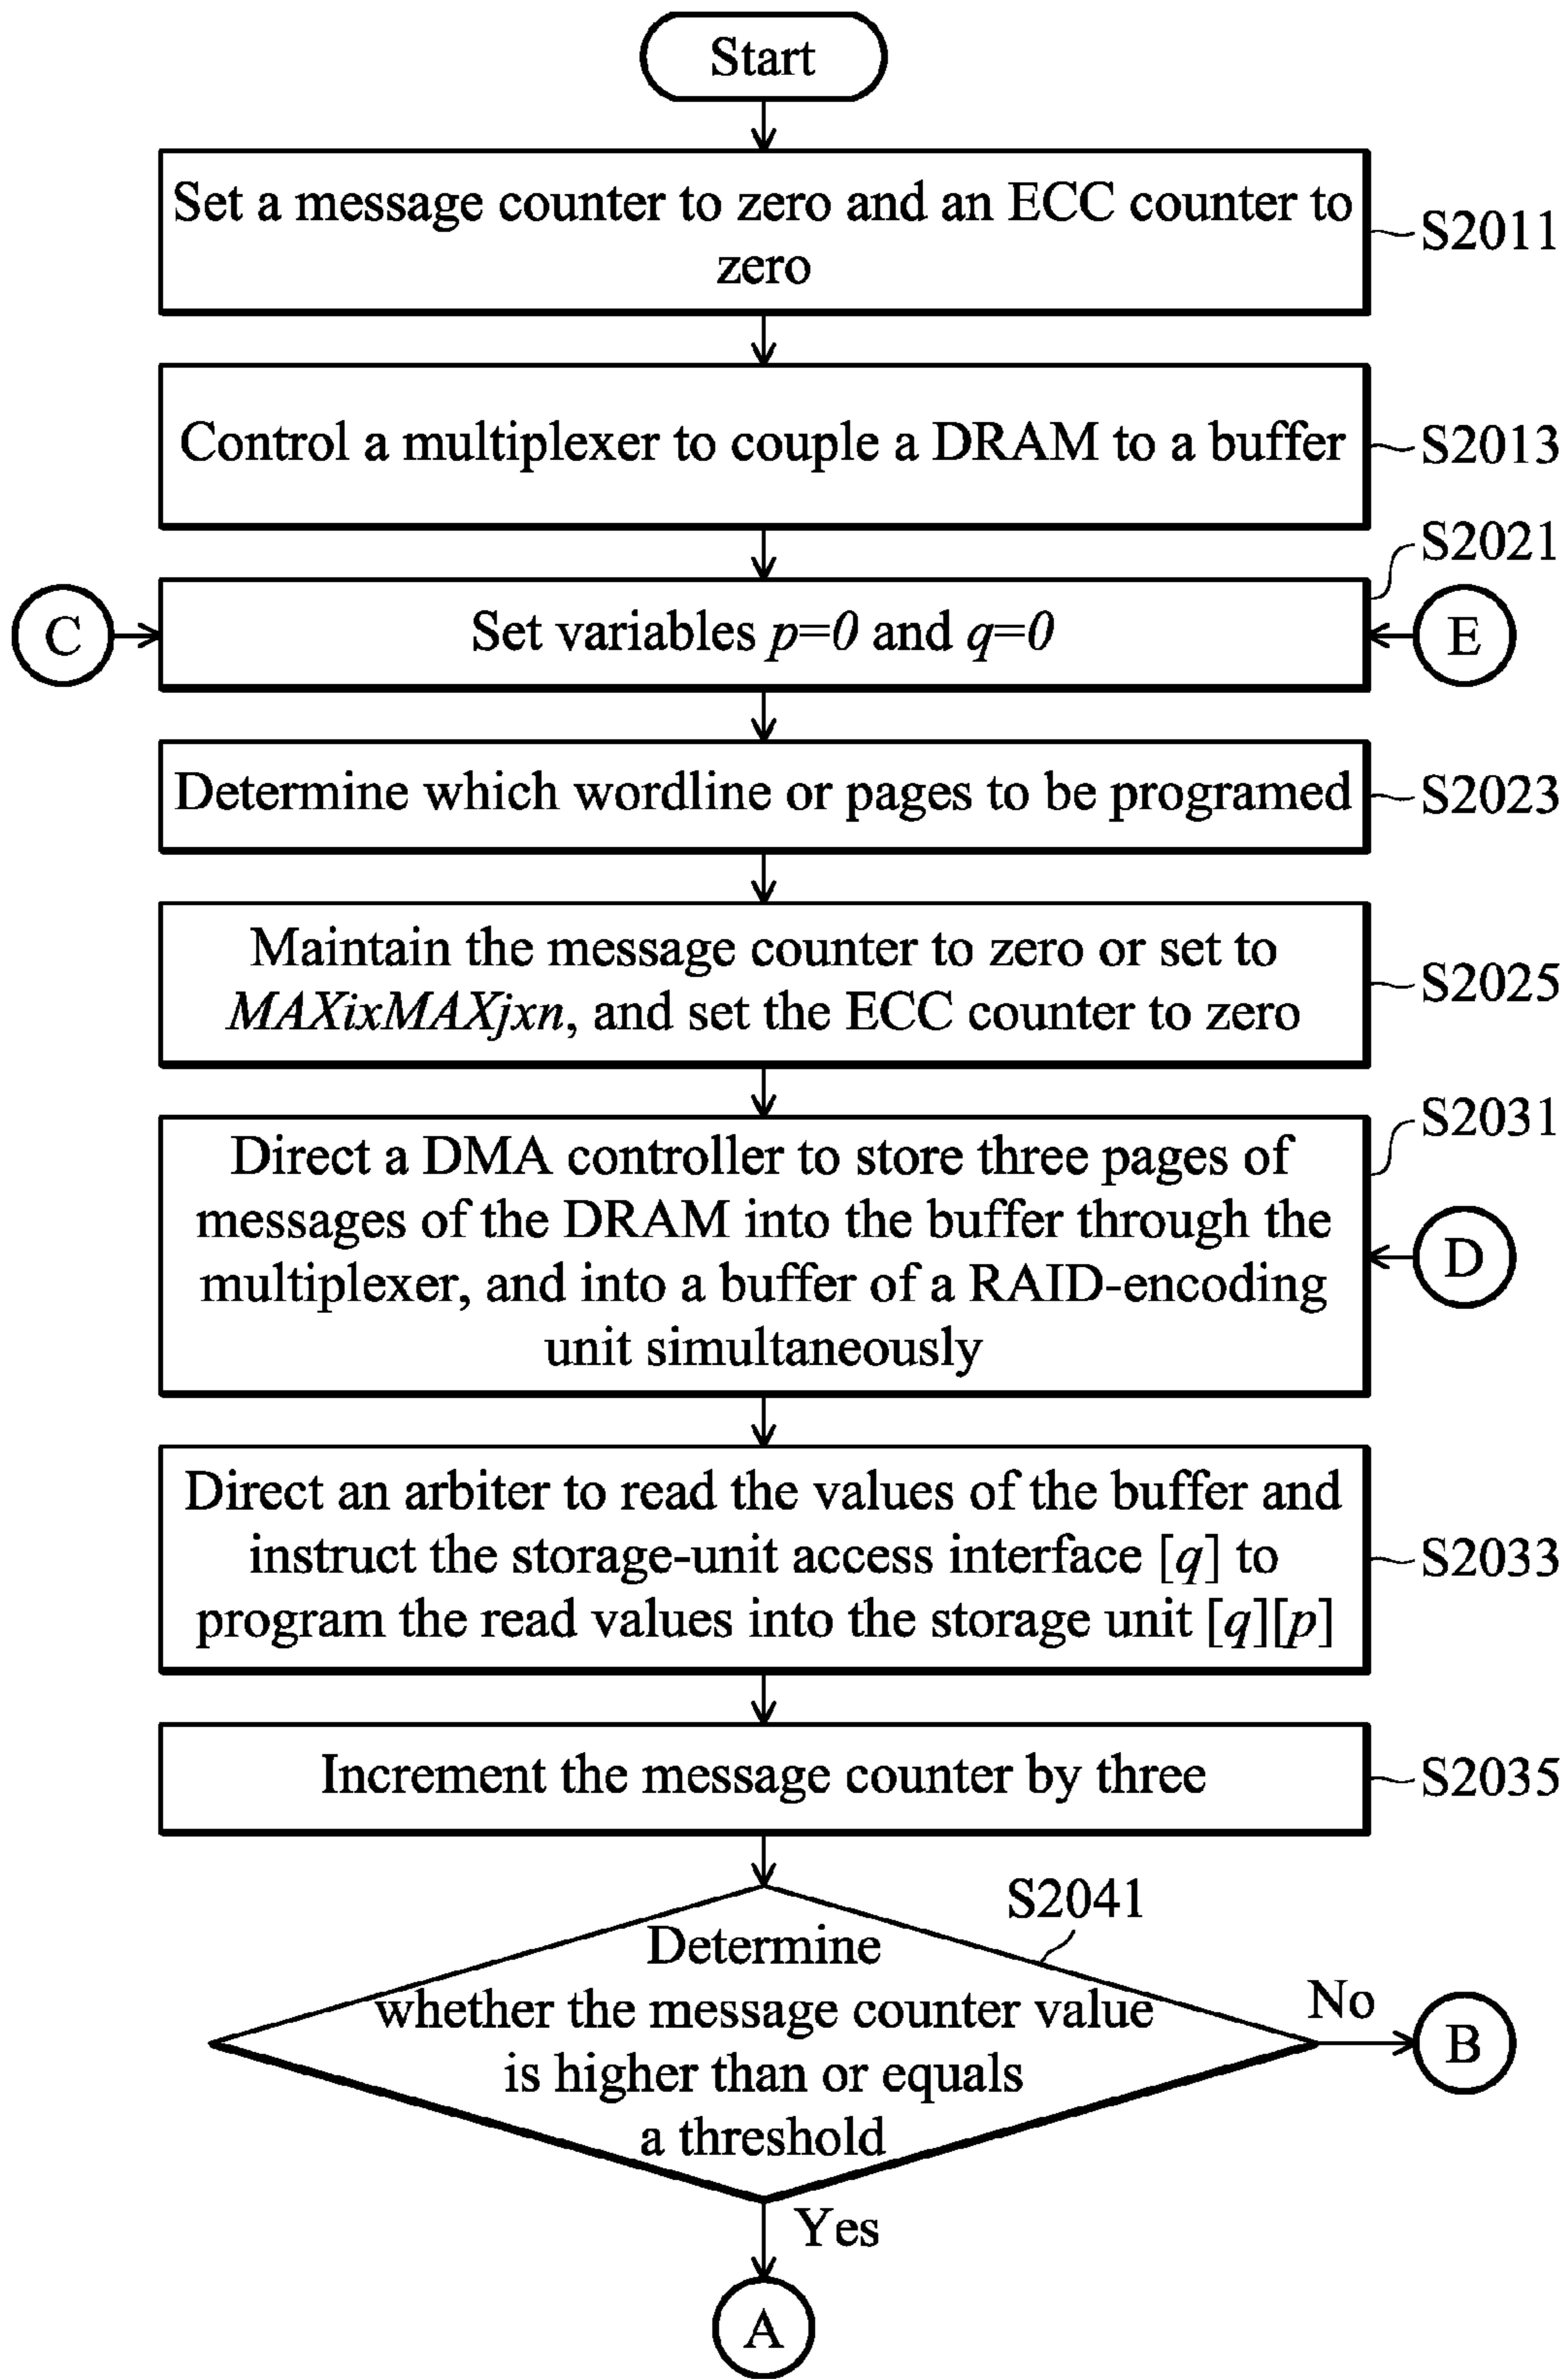 Start
Set a message counter to zero and an ECC counter to
zero
S2011
Control a multiplexer to couple a DRAM to a buffer
S2013
S2021
C
Set variables p=0 and q=0
E
Determine which wordline or pages to be programed
S2023
Maintain the message counter to zero or set to
MAXixMAXjxn, and set the ECC counter to zero
S2025
S2031
Direct a DMA controller to store three pages of
messages of the DRAM into the buffer through the
multiplexer, and into a buffer of a RAID-encoding
unit simultaneously
D
Direct an arbiter to read the values of the buffer and
instruct the storage-unit access interface [q] to
program the read values into the storage unit [q][p]
S2033
Increment the message counter by three
S2035
S2041
Determine
whether the message counter value
is higher than or equals
a threshold
No
B
Yes
A